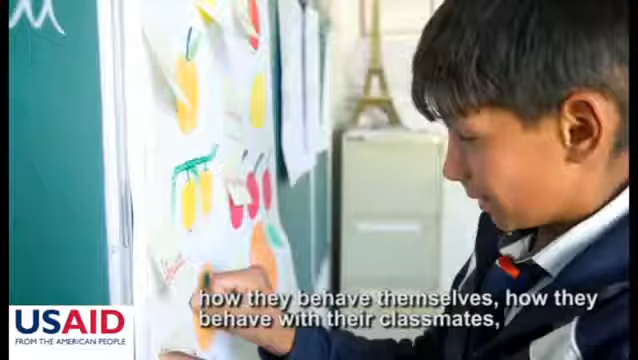 how they behave themselves, how they
behave with their classmates,
USAID
FROM THE AMERICAN PEOPLE